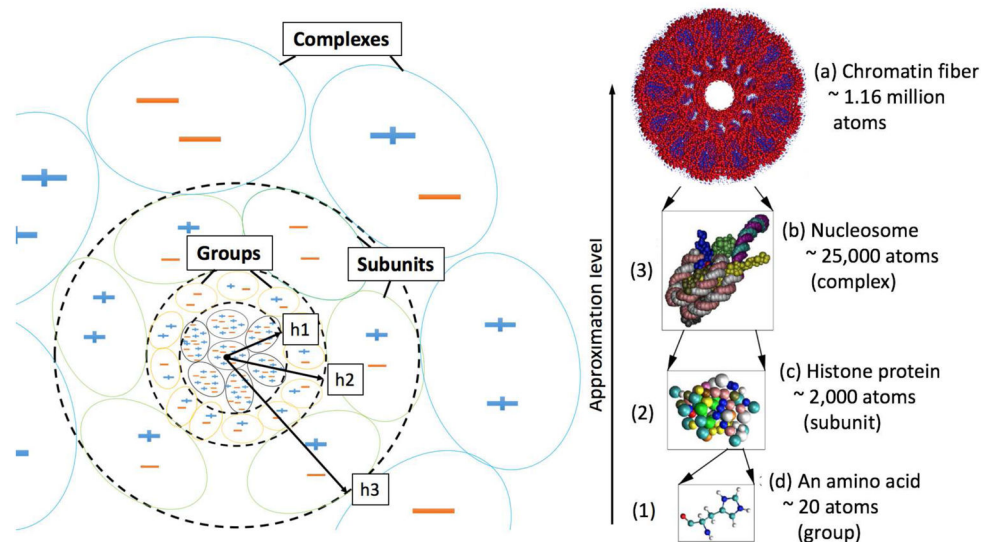 Complexes
Groups
Subunits
h1
h2
h3
Approximation level
(a) Chromatin fiber
~ 1.16 million
atoms
(3)
(b) Nucleosome
~ 25,000 atoms
(complex)
(2)
(c) Histone protein
~ 2,000 atoms
(subunit)
(1)
(d) An amino acid
~ 20 atoms
(group)